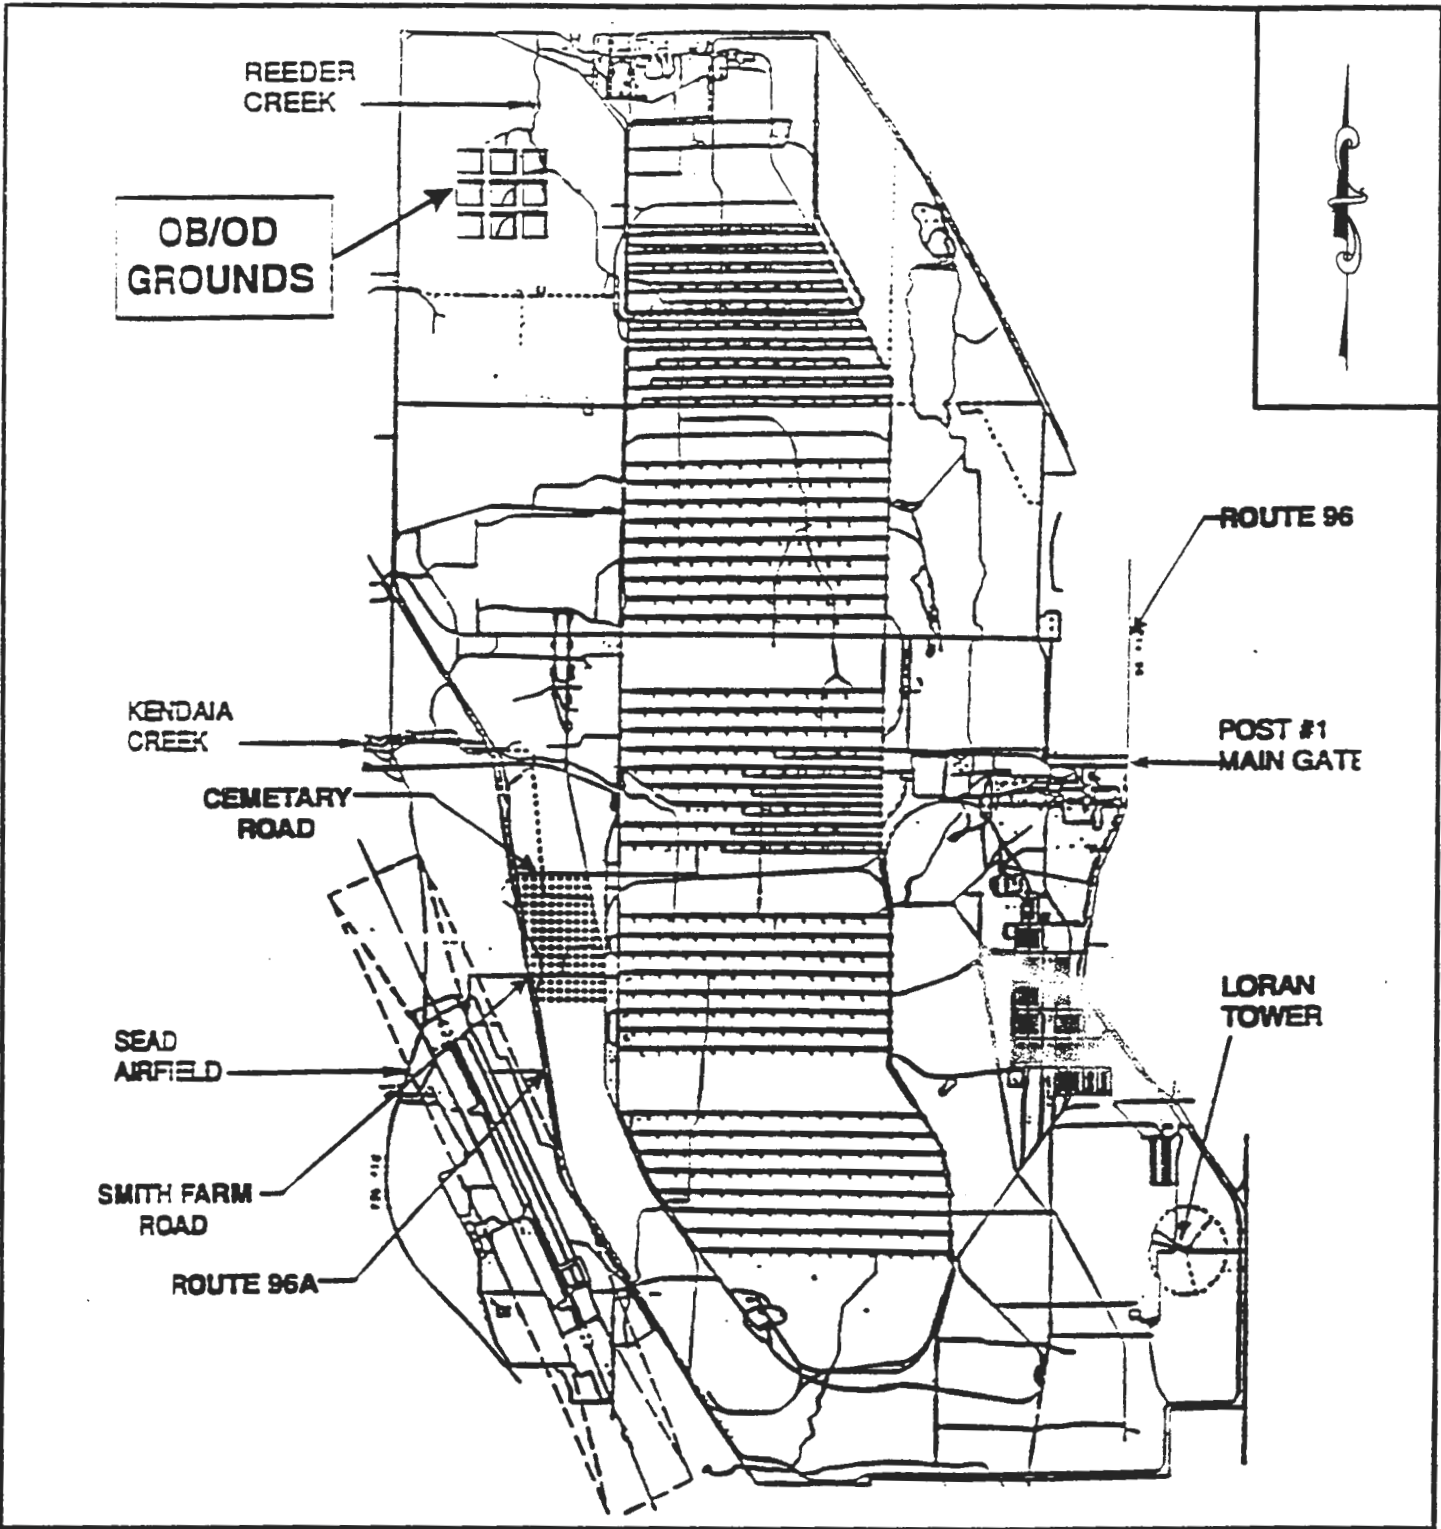 REEDER
CREEK
OB/OD
GROUNDS
ROUTE 96
KENDAIA
CREEK
POST #1
MAIN GATE
CEMETARY
ROAD
LORAN
TOWER
SEAD
AIRFIELD
SMITH FARM
ROAD
ROUTE 96A